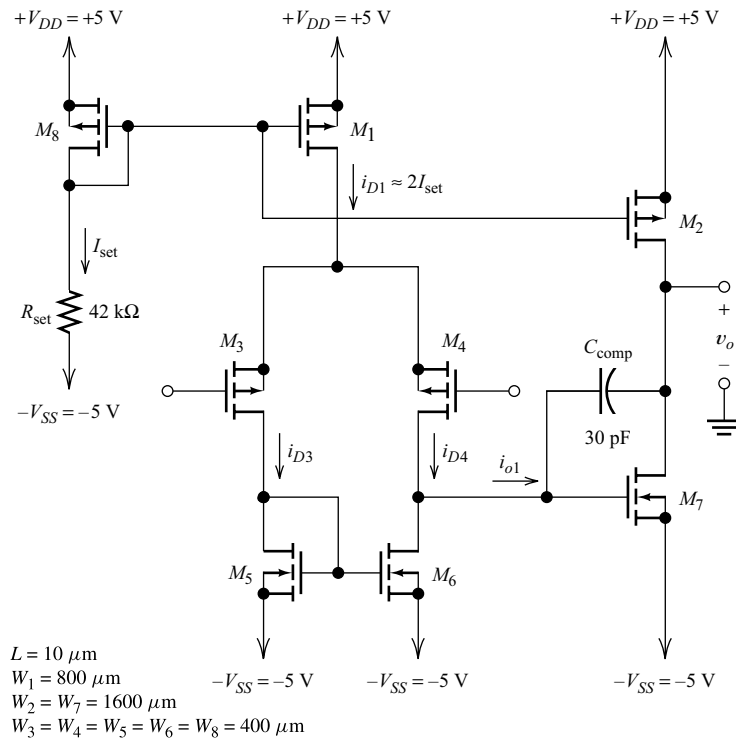 +V_DD = +5 V
+V_DD = +5 V
+V_DD = +5 V
M_8
M_1
i_D1 ≈ 2I_set
M_2
I_set
R_set
42 kΩ
+
v_o
−
M_3
M_4
C_comp
−V_SS = −5 V
30 pF
i_D3
i_D4
i_o1
M_7
M_5
M_6
L = 10 μm
W_1 = 800 μm
W_2 = W_7 = 1600 μm
W_3 = W_4 = W_5 = W_6 = W_8 = 400 μm
−V_SS = −5 V
−V_SS = −5 V
−V_SS = −5 V